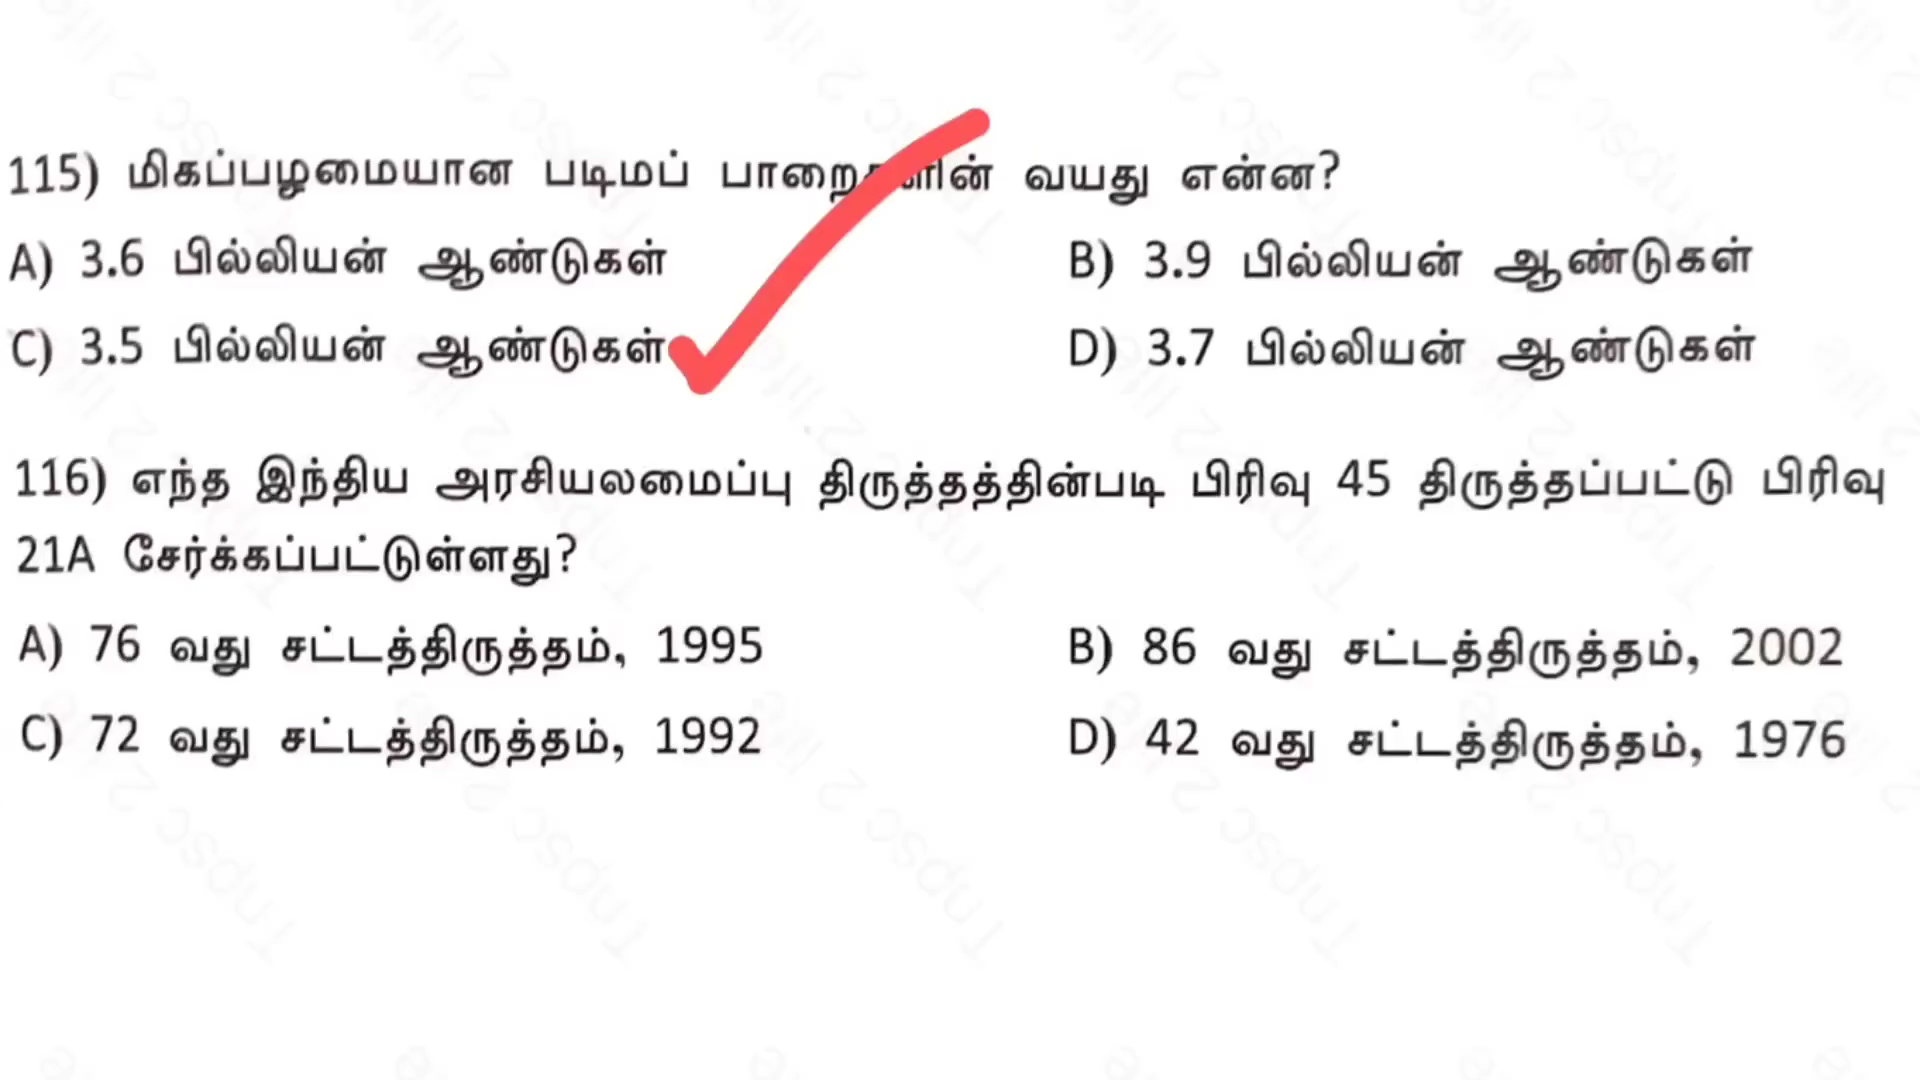 115) மிகப்பழமையான படிமப் பாறைகளின் வயது என்ன?
A) 3.6 பில்லியன் ஆண்டுகள் B) 3.9 பில்லியன் ஆண்டுகள்
C) 3.5 பில்லியன் ஆண்டுகள் D) 3.7 பில்லியன் ஆண்டுகள்
116) எந்த இந்திய அரசியலமைப்பு திருத்தத்தின்படி பிரிவு 45 திருத்தப்பட்டு பிரிவு
21A சேர்க்கப்பட்டுள்ளது?
A) 76 வது சட்டத்திருத்தம், 1995 B) 86 வது சட்டத்திருத்தம், 2002
C) 72 வது சட்டத்திருத்தம், 1992 D) 42 வது சட்டத்திருத்தம், 1976
Tnpsc 2 life